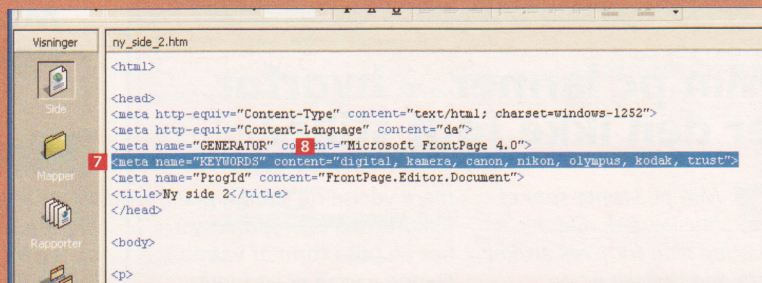 Visninger
ny_side_2.htm
Side
Mapper
Rapporter
<html>
<head>
<meta http-equiv="Content-Type" content="text/html; charset=windows-1252">
<meta http-equiv="Content-Language" content="da">
<meta name="GENERATOR" content="Microsoft FrontPage 4.0">
8
7
<meta name="KEYWORDS" content="digital, kamera, canon, nikon, olympus, kodak, trust">
<meta name="ProgId" content="FrontPage.Editor.Document">
<title>Ny side 2</title>
</head>
<body>
<p>